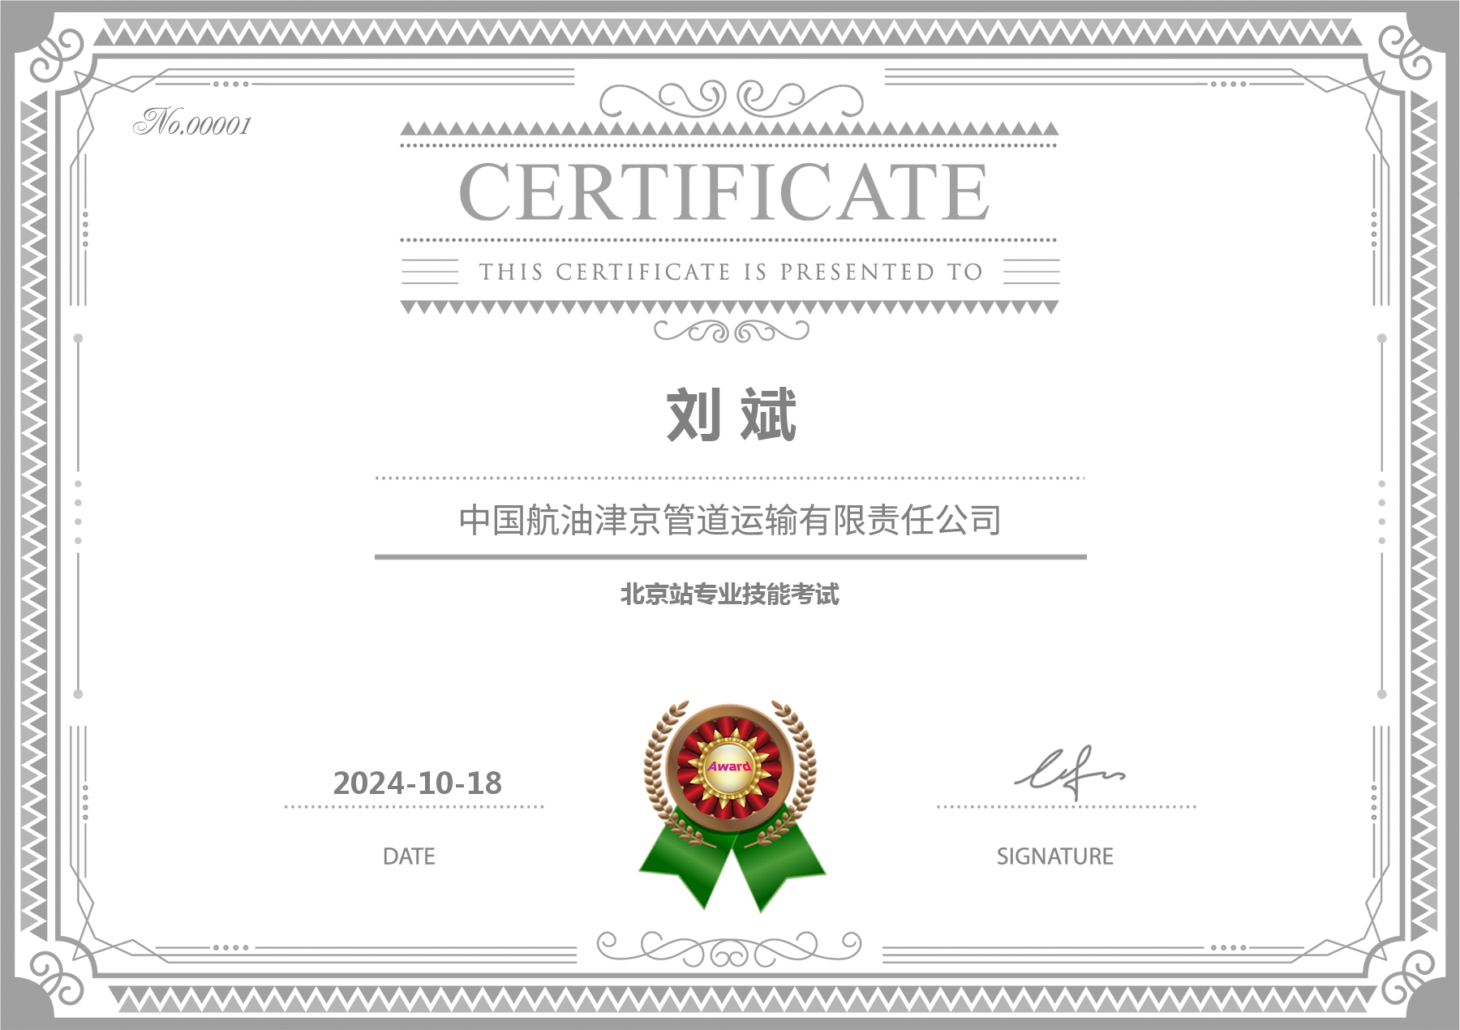 No.00001
CERTIFICATE
THIS CERTIFICATE IS PRESENTED TO
刘 斌
中国航油津京管道运输有限责任公司
北京站专业技能考试
Award
2024-10-18
DATE
SIGNATURE